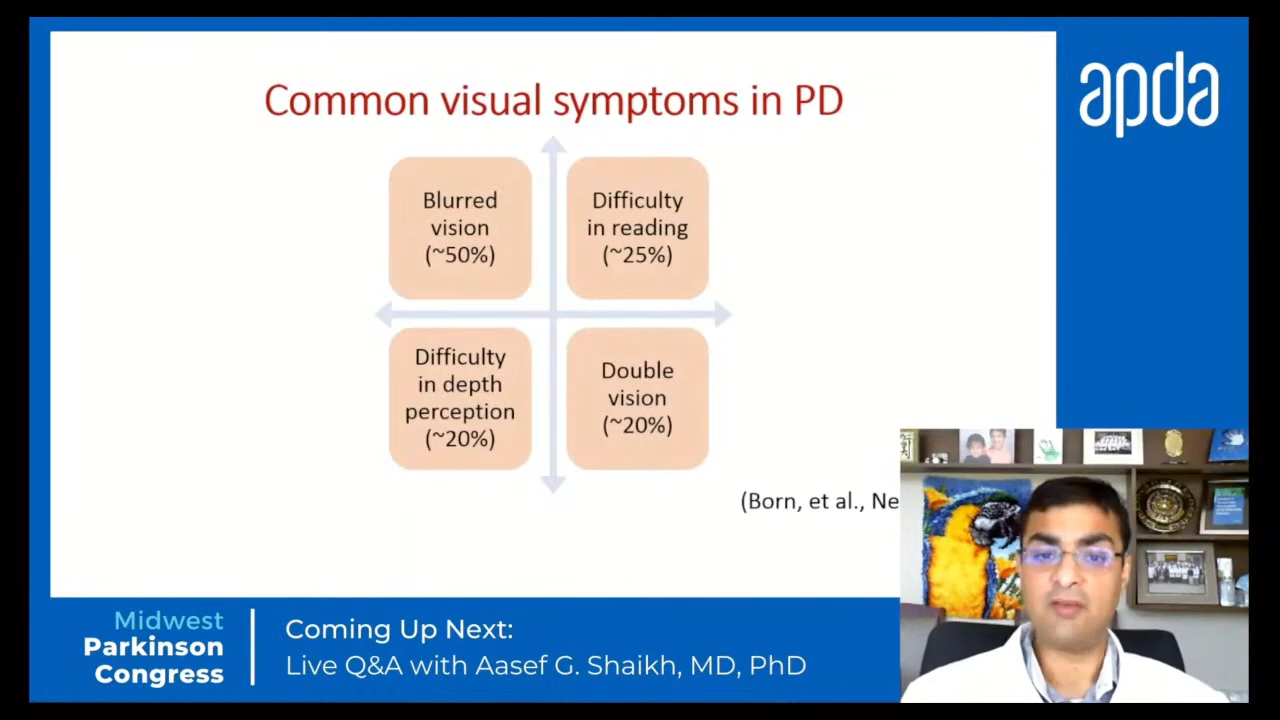 Common visual symptoms in PD
Blurred
vision
(~50%)
Difficulty
in reading
(~25%)
Difficulty
in depth
perception
(~20%)
Double
vision
(~20%)
(Born, et al., Ne
apda
Midwest
Parkinson
Congress
Coming Up Next:
Live Q&A with Aasef G. Shaikh, MD, PhD